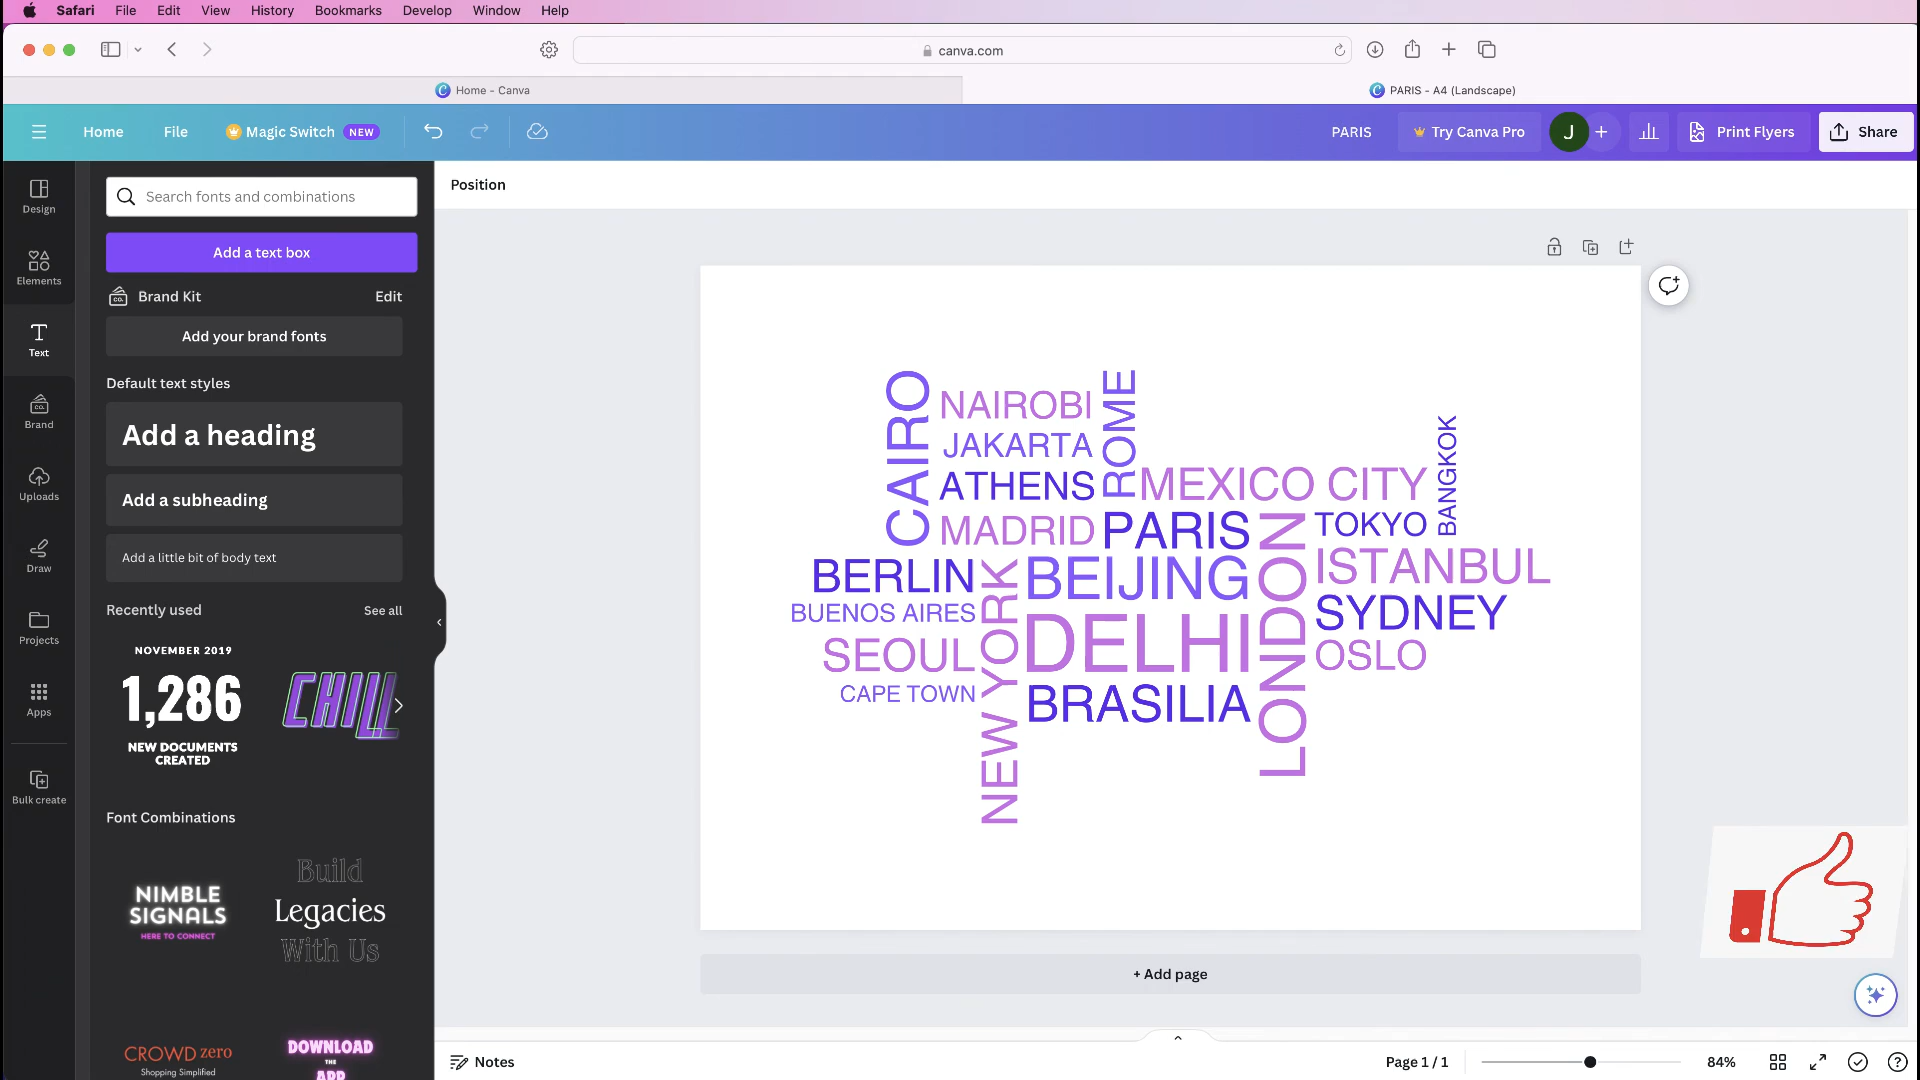 Safari File Edit View History Bookmarks Develop Window Help
canva.com
Home - Canva
PARIS - A4 (Landscape)
Home File Magic Switch NEW
PARIS Try Canva Pro J Print Flyers Share
Design
Elements
Text
Brand
Uploads
Draw
Projects
Apps
Bulk create
Search fonts and combinations
Add a text box
Brand Kit Edit
Add your brand fonts
Default text styles
Add a heading
Add a subheading
Add a little bit of body text
Recently used See all
NOVEMBER 2019
1,286
NEW DOCUMENTS
CREATED
CHILL
Font Combinations
NIMBLE
SIGNALS
HERE TO CONNECT
Build
Legacies
With Us
CROWD zero
Shopping Simplified
DOWNLOAD
THE
APP
Position
CAIRO
NAIROBI
JAKARTA
ATHENS
MADRID
ROME
MEXICO CITY
BANGKOK
PARIS
TOKYO
BERLIN
BEIJING
LONDON
ISTANBUL
BUENOS AIRES
NEW YORK
SYDNEY
SEOUL
DELHI
OSLO
CAPE TOWN
BRASILIA
+ Add page
Notes
Page 1 / 1
84%